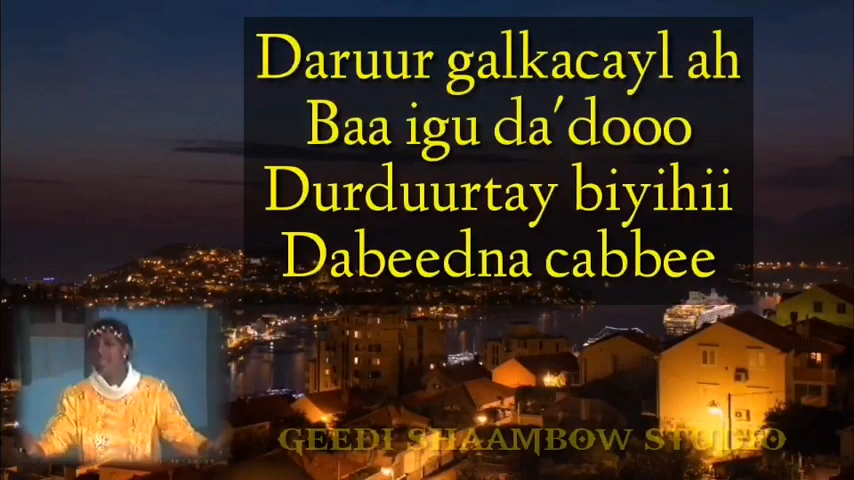 Daruur galkacayl ah
Baa igu da'dooo
Durduurtay biyihii
Dabeedna cabbee
GEEDI SHAAMBOW STUDIO